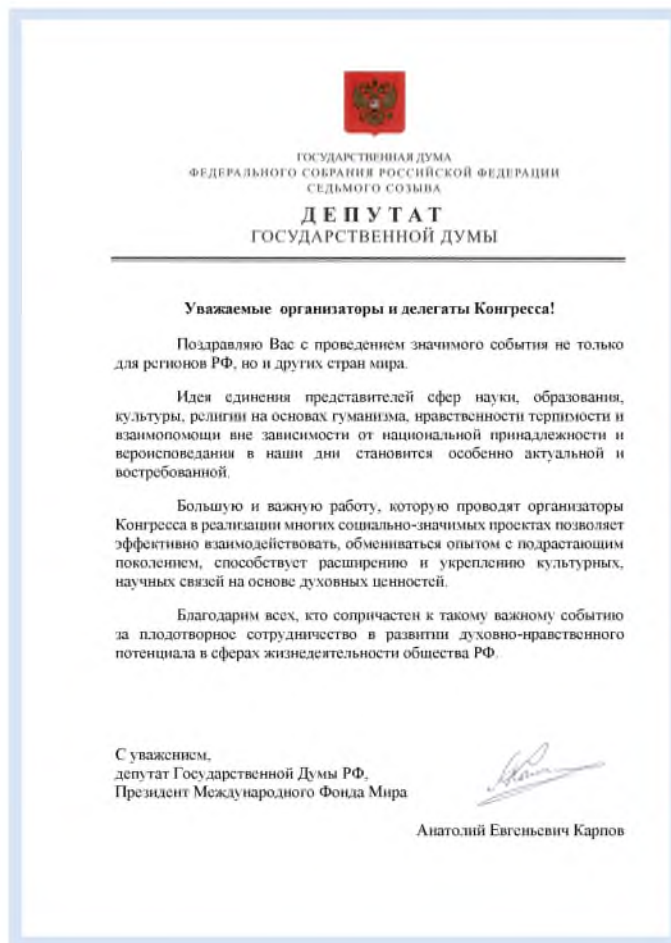 ГОСУДАРСТВЕННАЯ ДУМА
ФЕДЕРАЛЬНОГО СОБРАНИЯ РОССИЙСКОЙ ФЕДЕРАЦИИ
СЕДЬМОГО СОЗЫВА
ДЕПУТАТ
ГОСУДАРСТВЕННОЙ ДУМЫ
Уважаемые организаторы и делегаты Конгресса!
Поздравляю Вас с проведением значимого события не только
для регионов РФ, но и других стран мира.
Идея единения представителей сфер науки, образования,
культуры, религии на основах гуманизма, нравственности терпимости и
взаимопомощи вне зависимости от национальной принадлежности и
вероисповедания в наши дни становится особенно актуальной и
востребованной.
Большую и важную работу, которую проводят организаторы
Конгресса в реализации многих социально-значимых проектах позволяет
эффективно взаимодействовать, обмениваться опытом с подрастающим
поколением, способствует расширению и укреплению культурных,
научных связей на основе духовных ценностей.
Благодарим всех, кто сопричастен к такому важному событию
за плодотворное сотрудничество в развитии духовно-нравственного
потенциала в сферах жизнедеятельности общества РФ.
С уважением,
депутат Государственной Думы РФ,
Президент Международного Фонда Мира
Анатолий Евгеньевич Карпов